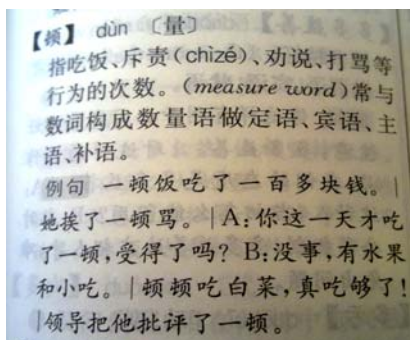 【顿】 dùn 〔量〕
指吃饭、斥责(chìzé)、劝说、打骂等
行为的次数。(measure word)常与
数词构成数量语做定语、宾语、主
语、补语。
例句 一顿饭吃了一百多块钱。|
她挨了一顿骂。|A:你这一天才吃
了一顿,受得了吗? B:没事,有水果
和小吃。|顿顿吃白菜,真吃够了!
|领导把他批评了一顿。